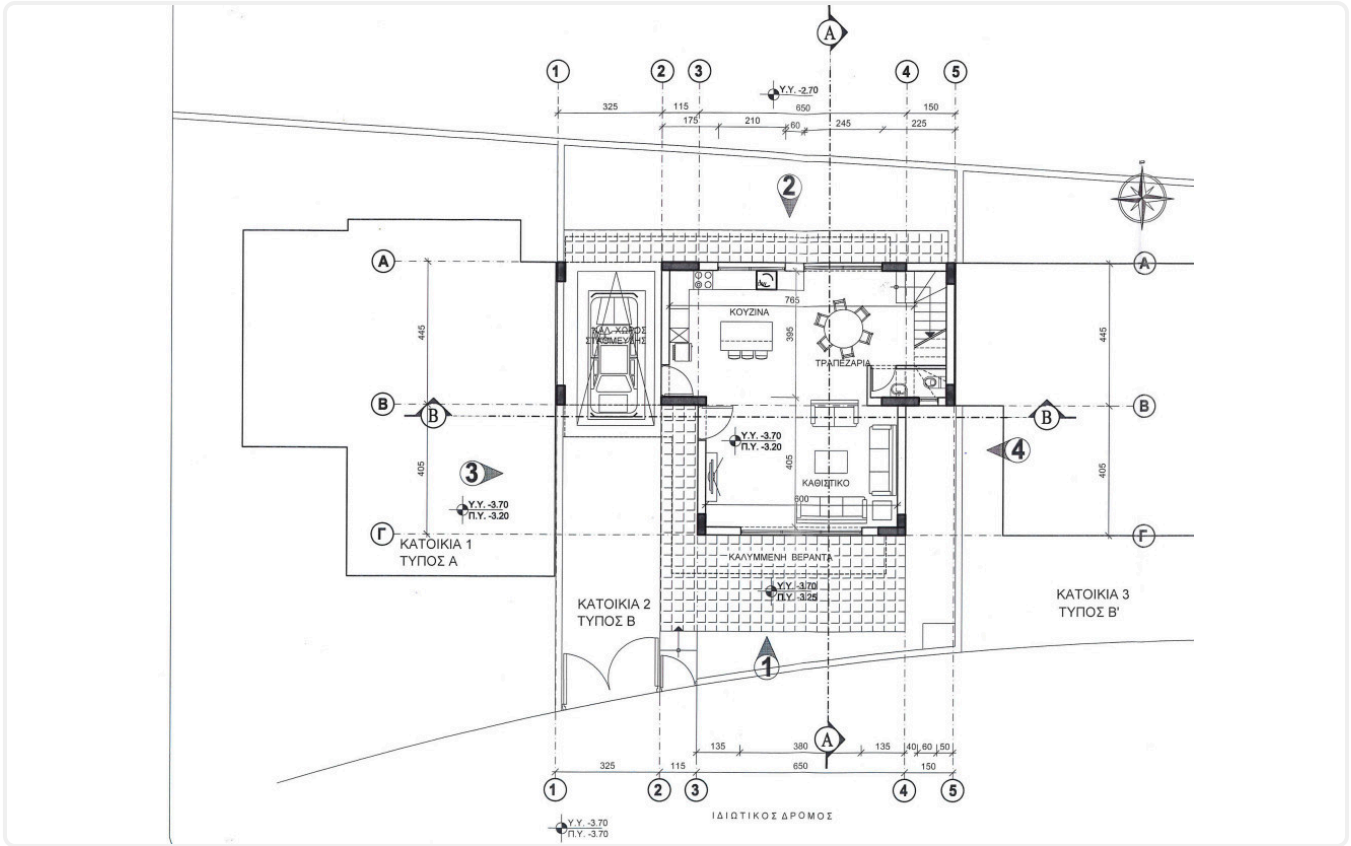 A
1 2 3 4 5
Υ.Υ. -2.70
325 115 650 150
175 210 60 245 225
2
A A
765
ΚΟΥΖΙΝΑ
ΚΑΛ. ΧΩΡΟΣ
ΣΤΑΘΜΕΥΣΗΣ
445 395 445
ΤΡΑΠΕΖΑΡΙΑ
B B
B B
Υ.Υ. -3.70
Π.Υ. -3.20
4
3
405 405 405
ΚΑΘΙΣΤΙΚΟ
600
Υ.Υ. -3.70
Π.Υ. -3.20
Γ Γ
ΚΑΤΟΙΚΙΑ 1
ΤΥΠΟΣ Α
ΚΑΛΥΜΜΕΝΗ ΒΕΡΑΝΤΑ
Υ.Υ. -3.70
Π.Υ. -3.25
ΚΑΤΟΙΚΙΑ 2
ΤΥΠΟΣ Β
ΚΑΤΟΙΚΙΑ 3
ΤΥΠΟΣ Β'
1
A
135 380 135 40 60 50
325 115 650 150
1 2 3 4 5
ΙΔΙΩΤΙΚΟΣ ΔΡΟΜΟΣ
Υ.Υ. -3.70
Π.Υ. -3.70